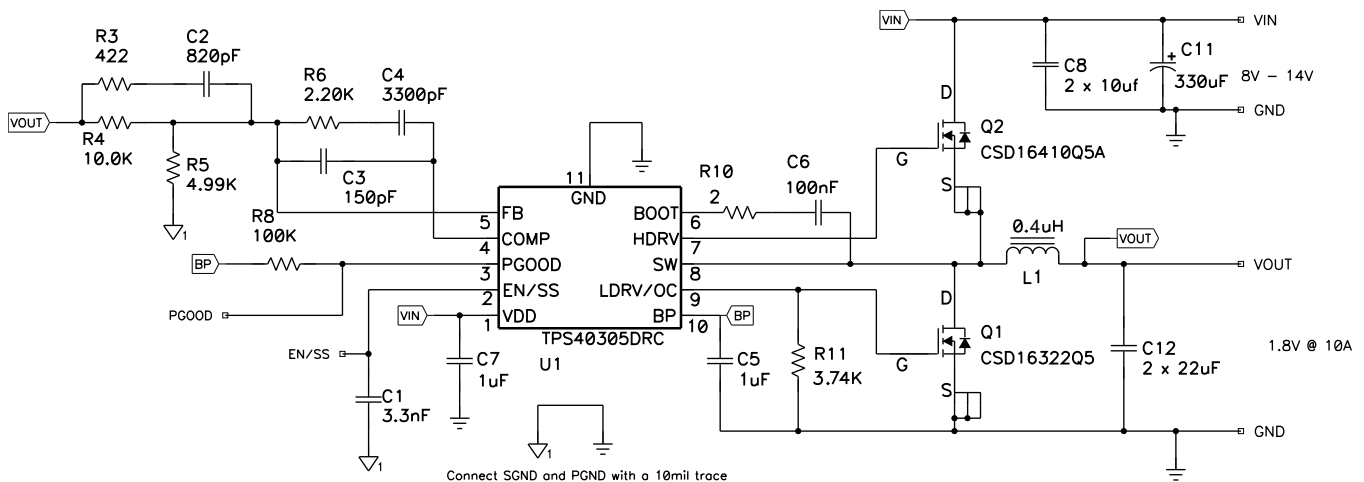 R3
422
C2
820pF
R6
2.20K
C4
3300pF
VOUT
R4
10.0K
R5
4.99K
1
C3
150pF
R8
100K
BP
PGOOD
EN/SS
C1
3.3nF
1
VIN
C7
1uF
11
GND
FB
5
COMP
4
PGOOD
3
EN/SS
2
VDD
1
BOOT
6
HDRV
7
SW
8
LDRV/OC
9
BP
10
TPS40305DRC
U1
R10
2
C6
100nF
BP
C5
1uF
R11
3.74K
VIN
VIN
C8
2 x 10uf
+
C11
330uF
8V – 14V
GND
D
G
S
Q2
CSD16410Q5A
0.4uH
L1
VOUT
VOUT
D
G
S
Q1
CSD16322Q5
C12
2 x 22uF
1.8V @ 10A
GND
1
Connect SGND and PGND with a 10mil trace